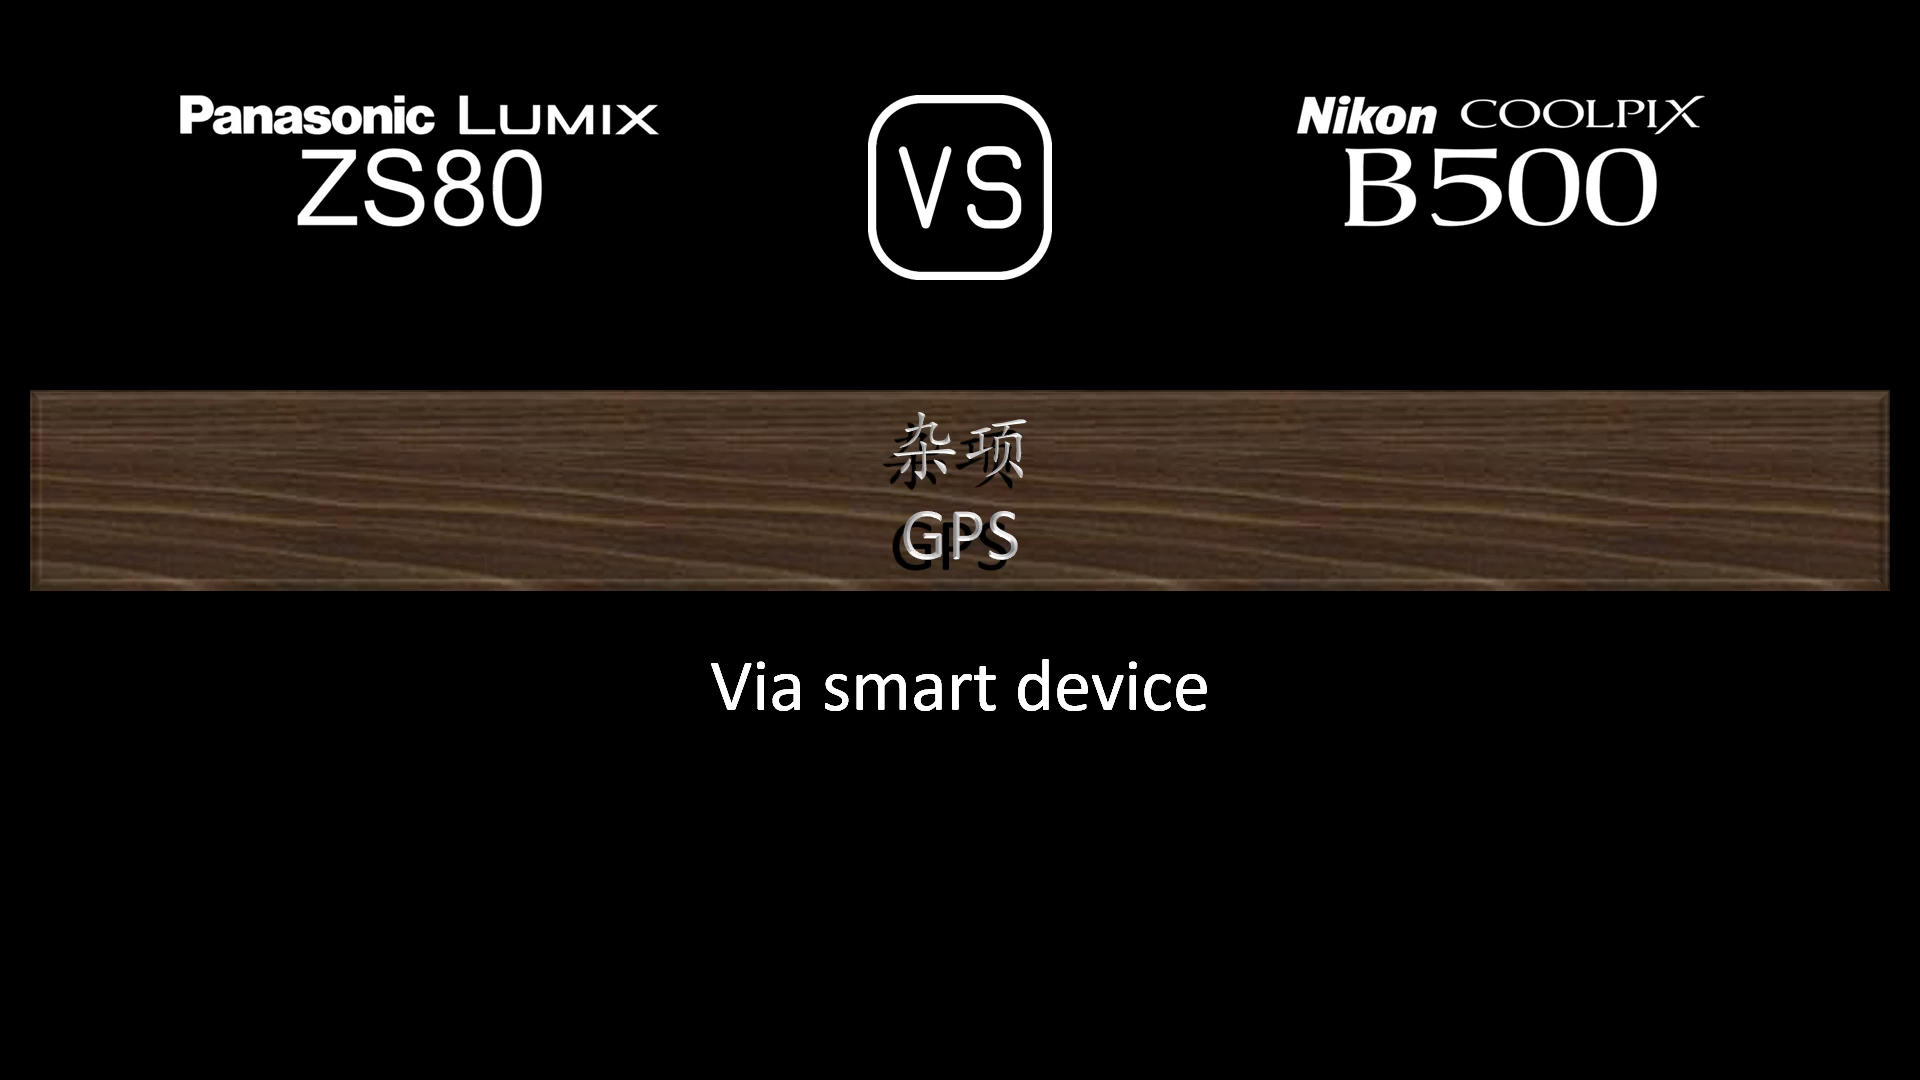 Panasonic LUMIX
ZS80
VS
Nikon COOLPIX
B500
杂项
GPS
Via smart device